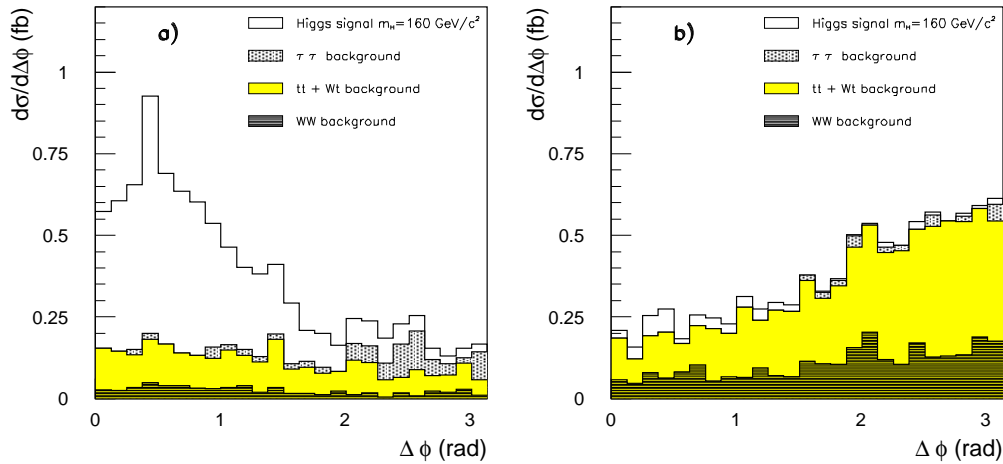 a)
Higgs signal mH = 160 GeV/c²
τ τ background
tt + Wt background
WW background
dσ/dΔϕ (fb)
1
0.75
0.5
0.25
0
0
1
2
3
Δ ϕ (rad)
b)
Higgs signal mH = 160 GeV/c²
τ τ background
tt + Wt background
WW background
dσ/dΔϕ (fb)
1
0.75
0.5
0.25
0
0
1
2
3
Δ ϕ (rad)